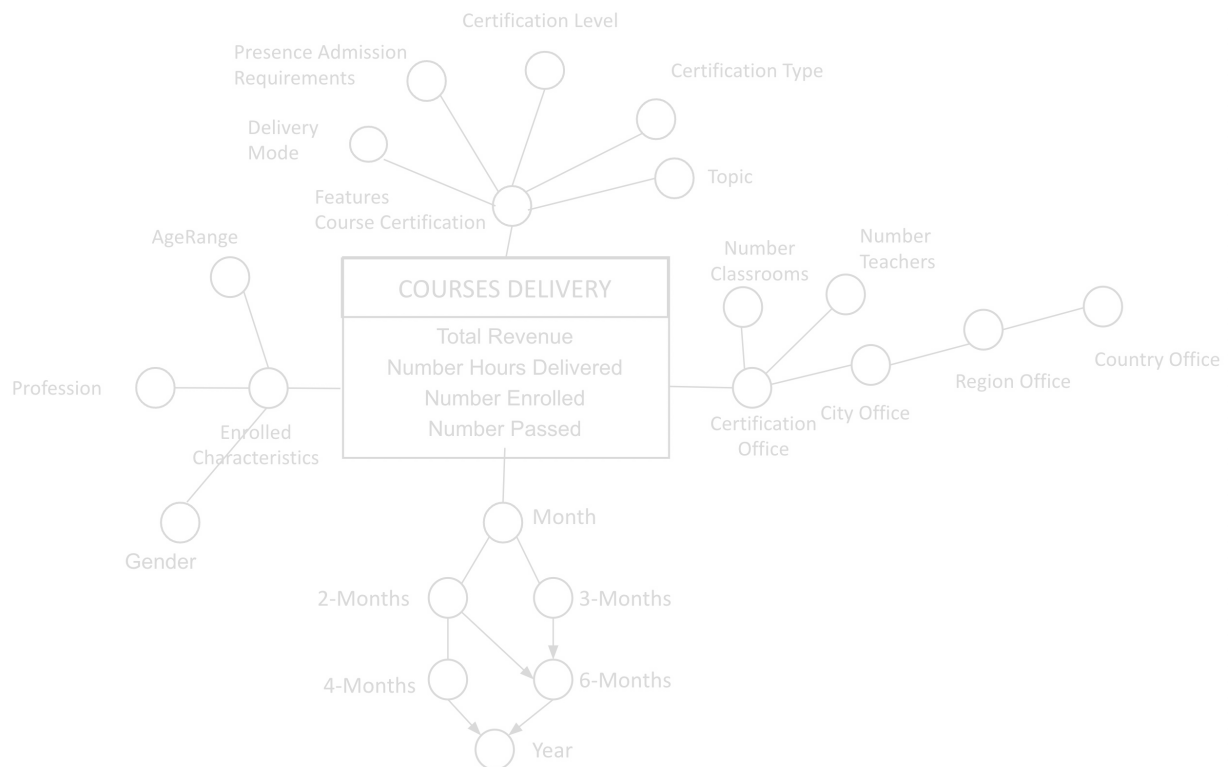 Certification Level
Presence Admission
Requirements
Certification Type
Delivery
Mode
Topic
Features
Course Certification
AgeRange
Number
Classrooms
Number
Teachers
COURSES DELIVERY
Total Revenue
Number Hours Delivered
Number Enrolled
Number Passed
Country Office
Region Office
City Office
Certification
Office
Profession
Enrolled
Characteristics
Gender
Month
2-Months
3-Months
4-Months
6-Months
Year